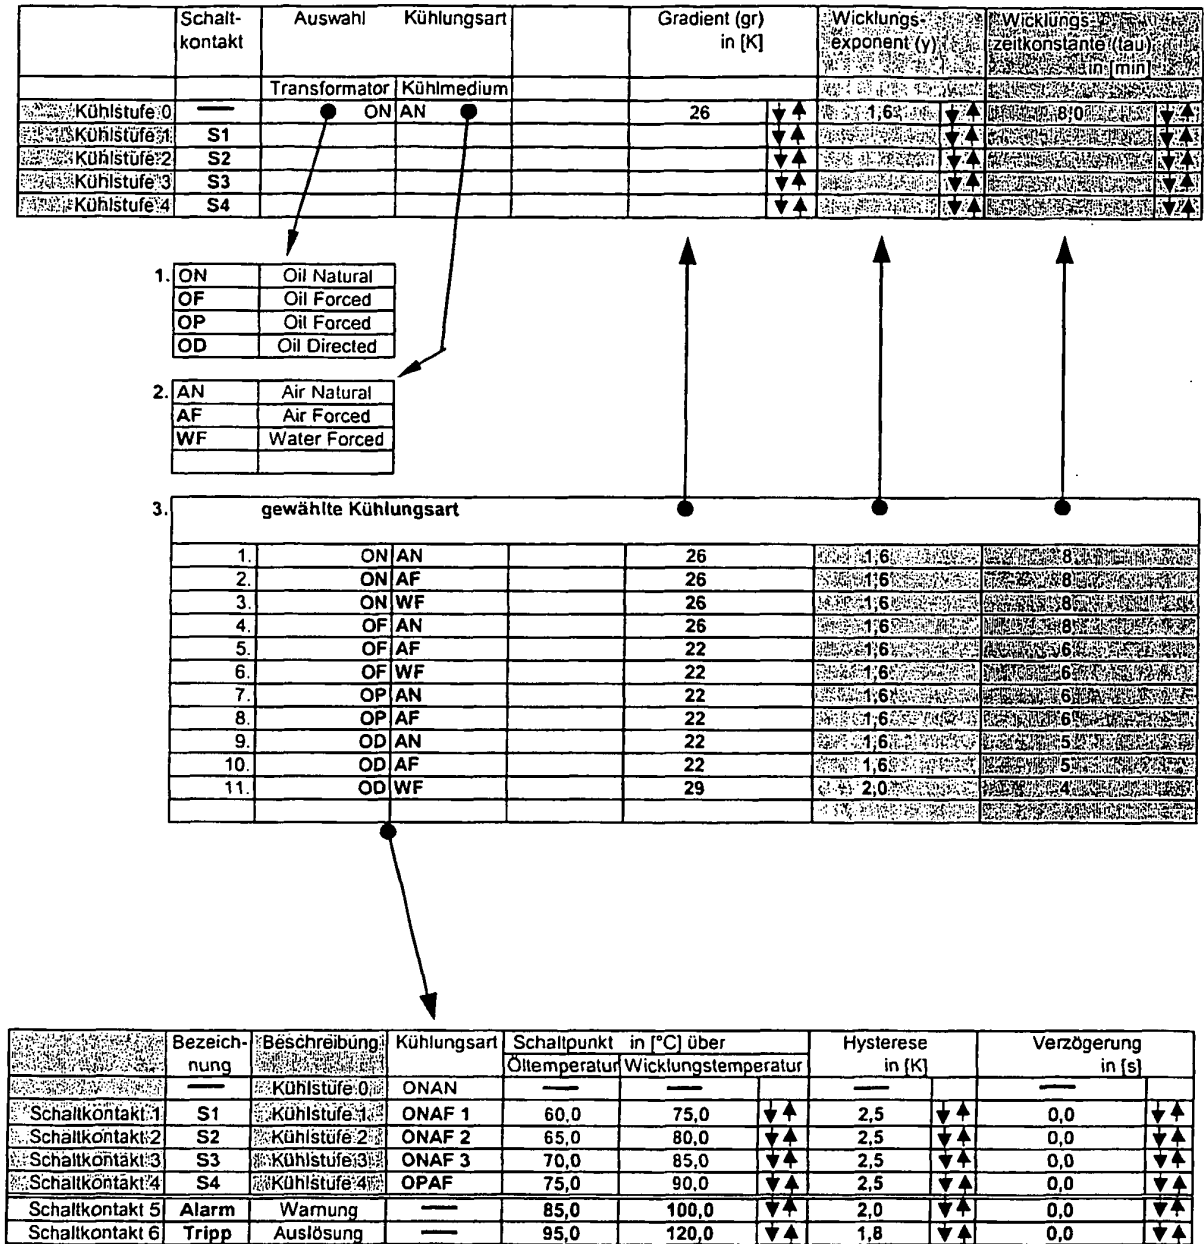 Schalt- Auswahl Kühlungsart Gradient (gr) Wicklungs- Wicklungs-
kontakt in [K] exponent (y) zeitkonstante (tau)
in [min]
Transformator Kühlmedium
Kühlstufe 0 — ON AN 26 1,6 8,0
Kühlstufe 1 S1
Kühlstufe 2 S2
Kühlstufe 3 S3
Kühlstufe 4 S4
1. ON Oil Natural
OF Oil Forced
OP Oil Forced
OD Oil Directed
2. AN Air Natural
AF Air Forced
WF Water Forced
3. gewählte Kühlungsart
1. ON AN 26 1,6 8
2. ON AF 26 1,6 8
3. ON WF 26 1,6 8
4. OF AN 26 1,6 8
5. OF AF 22 1,6 6
6. OF WF 22 1,6 6
7. OP AN 22 1,6 6
8. OP AF 22 1,6 6
9. OD AN 22 1,6 5
10. OD AF 22 1,6 5
11. OD WF 29 2,0 4
Bezeich- Beschreibung Kühlungsart Schaltpunkt in [°C] über Hysterese Verzögerung
nung Öltemperatur Wicklungstemperatur in [K] in [s]
— Kühlstufe 0 ONAN — — — —
Schaltkontakt 1 S1 Kühlstufe 1 ONAF 1 60,0 75,0 2,5 0,0
Schaltkontakt 2 S2 Kühlstufe 2 ONAF 2 65,0 80,0 2,5 0,0
Schaltkontakt 3 S3 Kühlstufe 3 ONAF 3 70,0 85,0 2,5 0,0
Schaltkontakt 4 S4 Kühlstufe 4 OPAF 75,0 90,0 2,5 0,0
Schaltkontakt 5 Alarm Warnung — 85,0 100,0 2,0 0,0
Schaltkontakt 6 Tripp Auslösung — 95,0 120,0 1,8 0,0